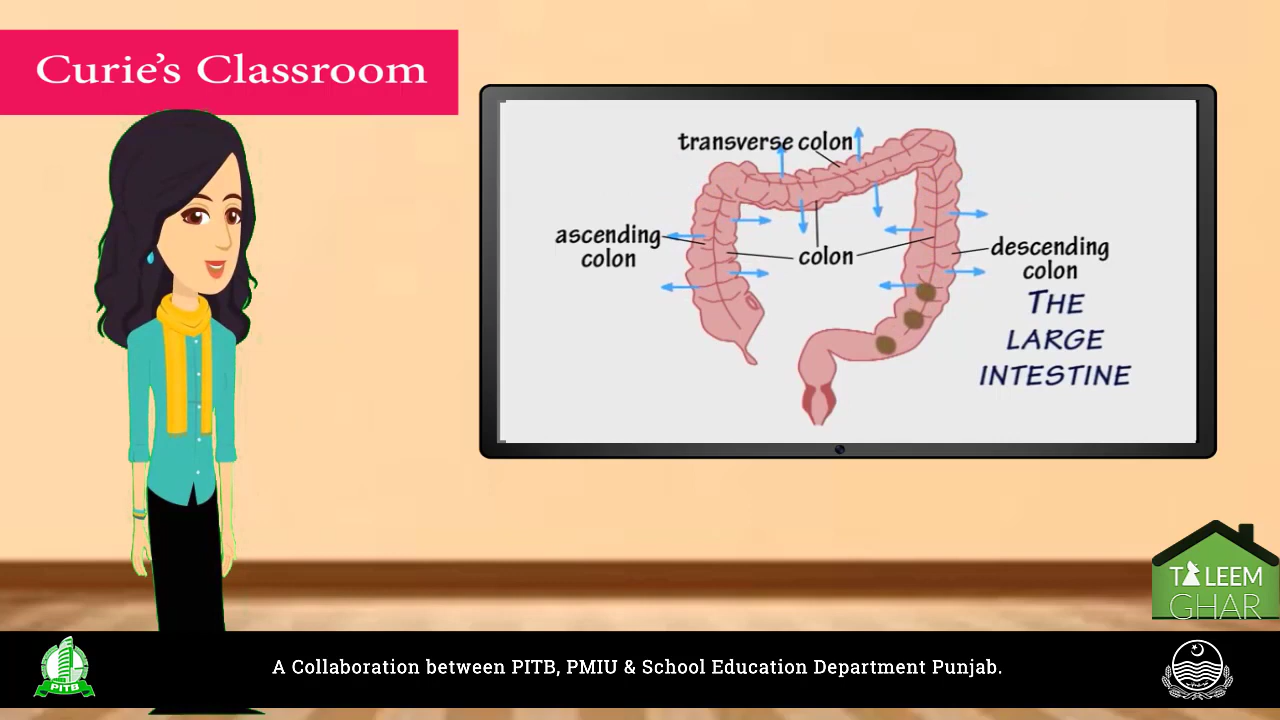 Curie's Classroom
transverse colon
ascending
colon
colon
descending
colon
THE
LARGE
INTESTINE
TALEEM
GHAR
PITB
A Collaboration between PITB, PMIU & School Education Department Punjab.